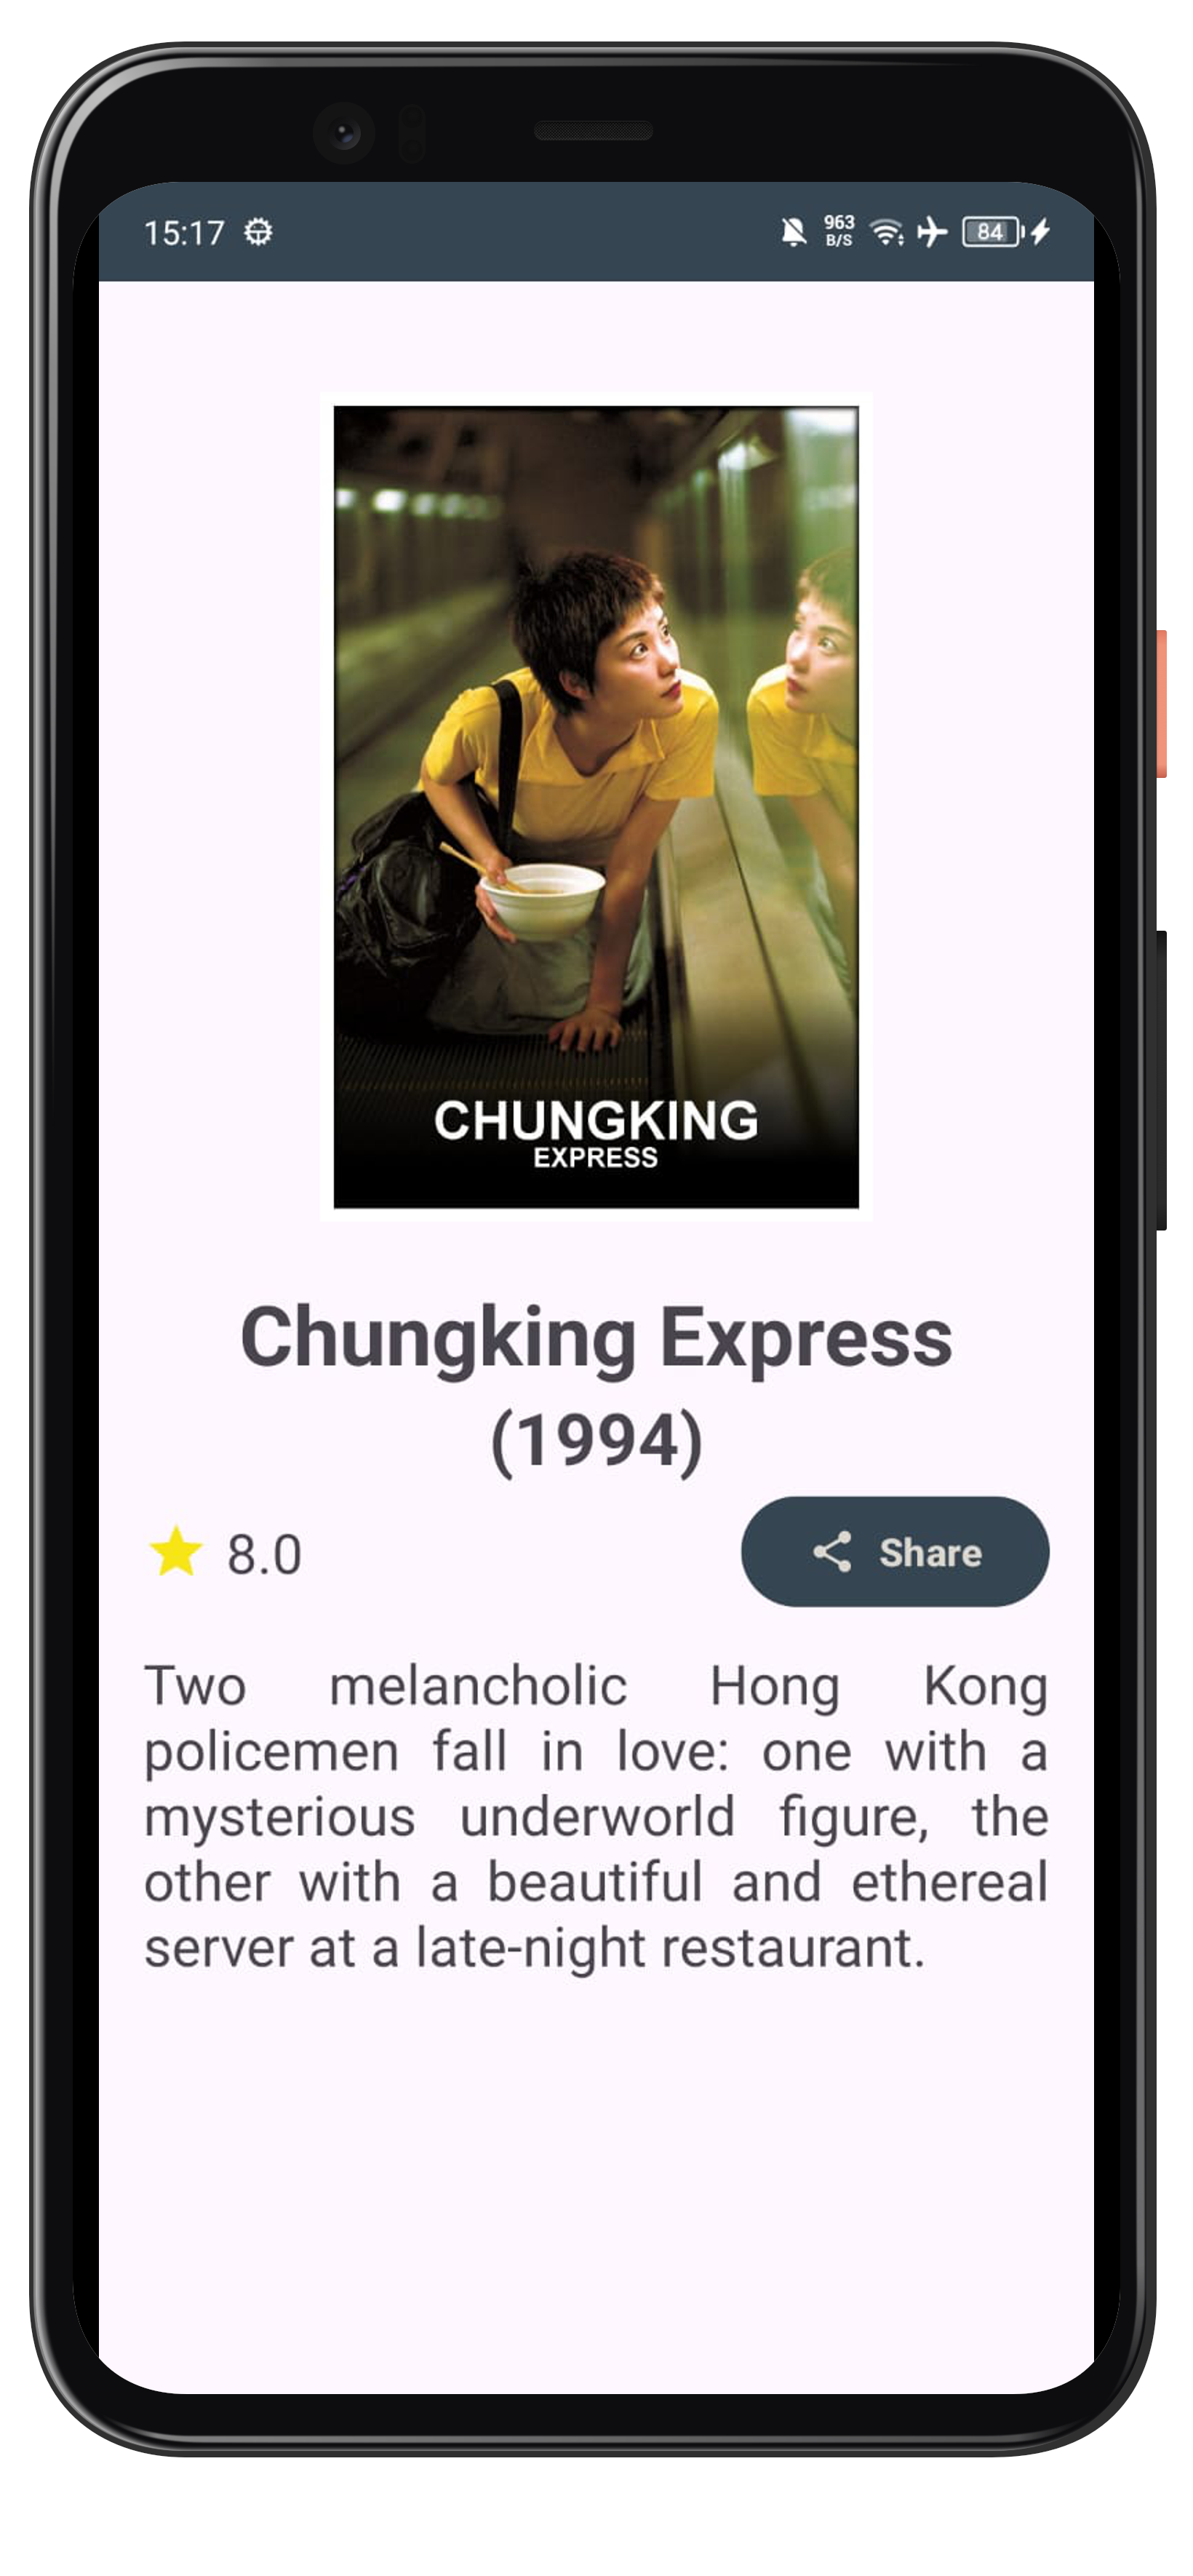 15:17 963 B/S 84
CHUNGKING
EXPRESS
Chungking Express
(1994)
8.0 Share
Two melancholic Hong Kong
policemen fall in love: one with a
mysterious underworld figure, the
other with a beautiful and ethereal
server at a late-night restaurant.